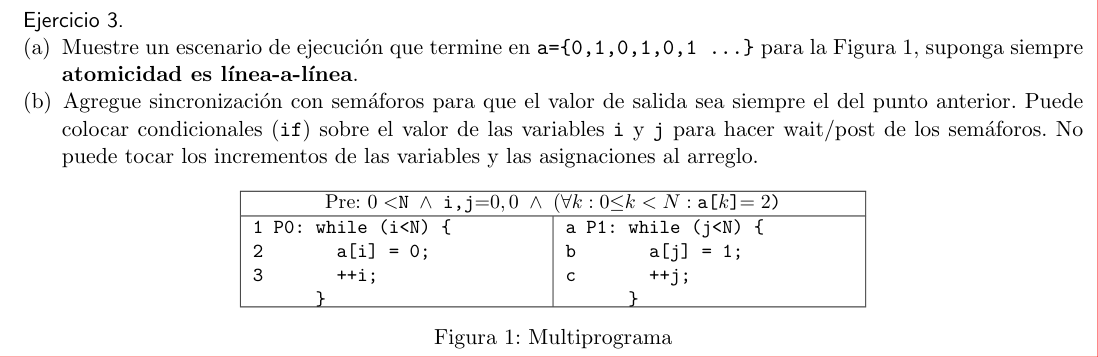 Ejercicio 3.
(a) Muestre un escenario de ejecución que termine en a={0,1,0,1,0,1 ...} para la Figura 1, suponga siempre
atomicidad es línea-a-línea.
(b) Agregue sincronización con semáforos para que el valor de salida sea siempre el del punto anterior. Puede
colocar condicionales (if) sobre el valor de las variables i y j para hacer wait/post de los semáforos. No
puede tocar los incrementos de las variables y las asignaciones al arreglo.
Pre: 0 <N ∧ i,j=0,0 ∧ (∀k : 0≤k < N : a[k]= 2)
1 P0: while (i<N) { a P1: while (j<N) {
2 a[i] = 0; b a[j] = 1;
3 ++i; c ++j;
} }
Figura 1: Multiprograma